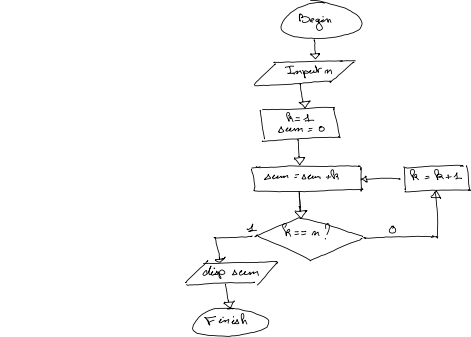 Begin
Input n
k=1
sum = 0
sum = sum + k
k = k+1
k == n ?
1
0
disp sum
Finish